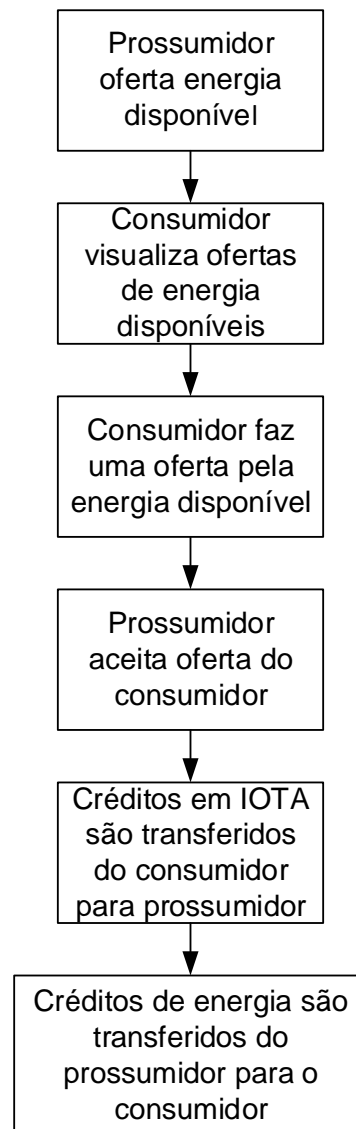 Prossumidor
oferta energia
disponível
Consumidor
visualiza ofertas
de energia
disponíveis
Consumidor faz
uma oferta pela
energia disponível
Prossumidor
aceita oferta do
consumidor
Créditos em IOTA
são transferidos
do consumidor
para prossumidor
Créditos de energia são
transferidos do
prossumidor para o
consumidor